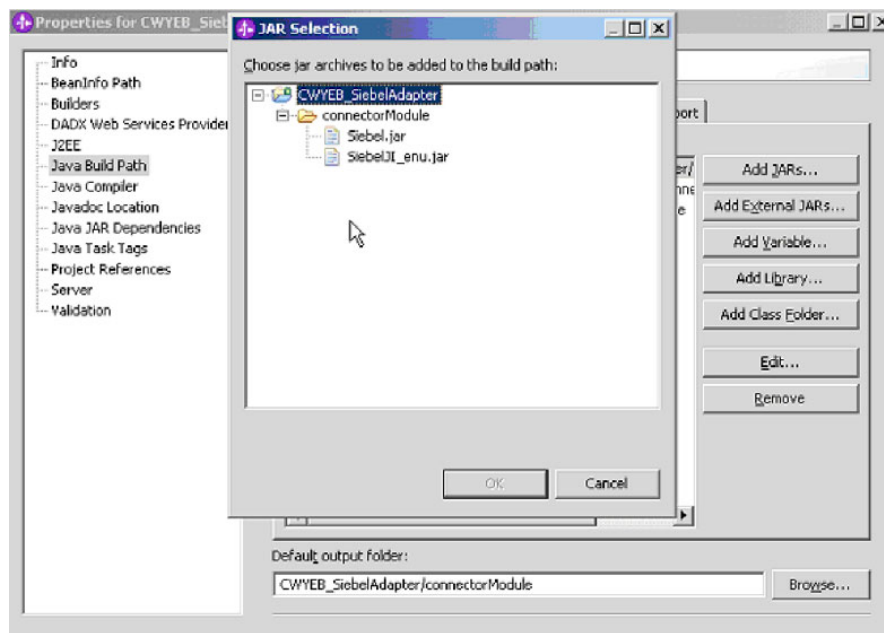 Properties for CWYEB_Sieb
JAR Selection
Info
BeanInfo Path
Builders
DADX Web Services Provider
J2EE
Java Build Path
Java Compiler
Javadoc Location
Java JAR Dependencies
Java Task Tags
Project References
Server
Validation
Choose jar archives to be added to the build path:
CWYEB_SiebelAdapter
connectorModule
Siebel.jar
SiebelJI_enu.jar
OK
Cancel
port
er/
nne
e
Add JARs...
Add External JARs...
Add Variable...
Add Library...
Add Class Folder...
Edit...
Remove
Default output folder:
CWYEB_SiebelAdapter/connectorModule
Browse...